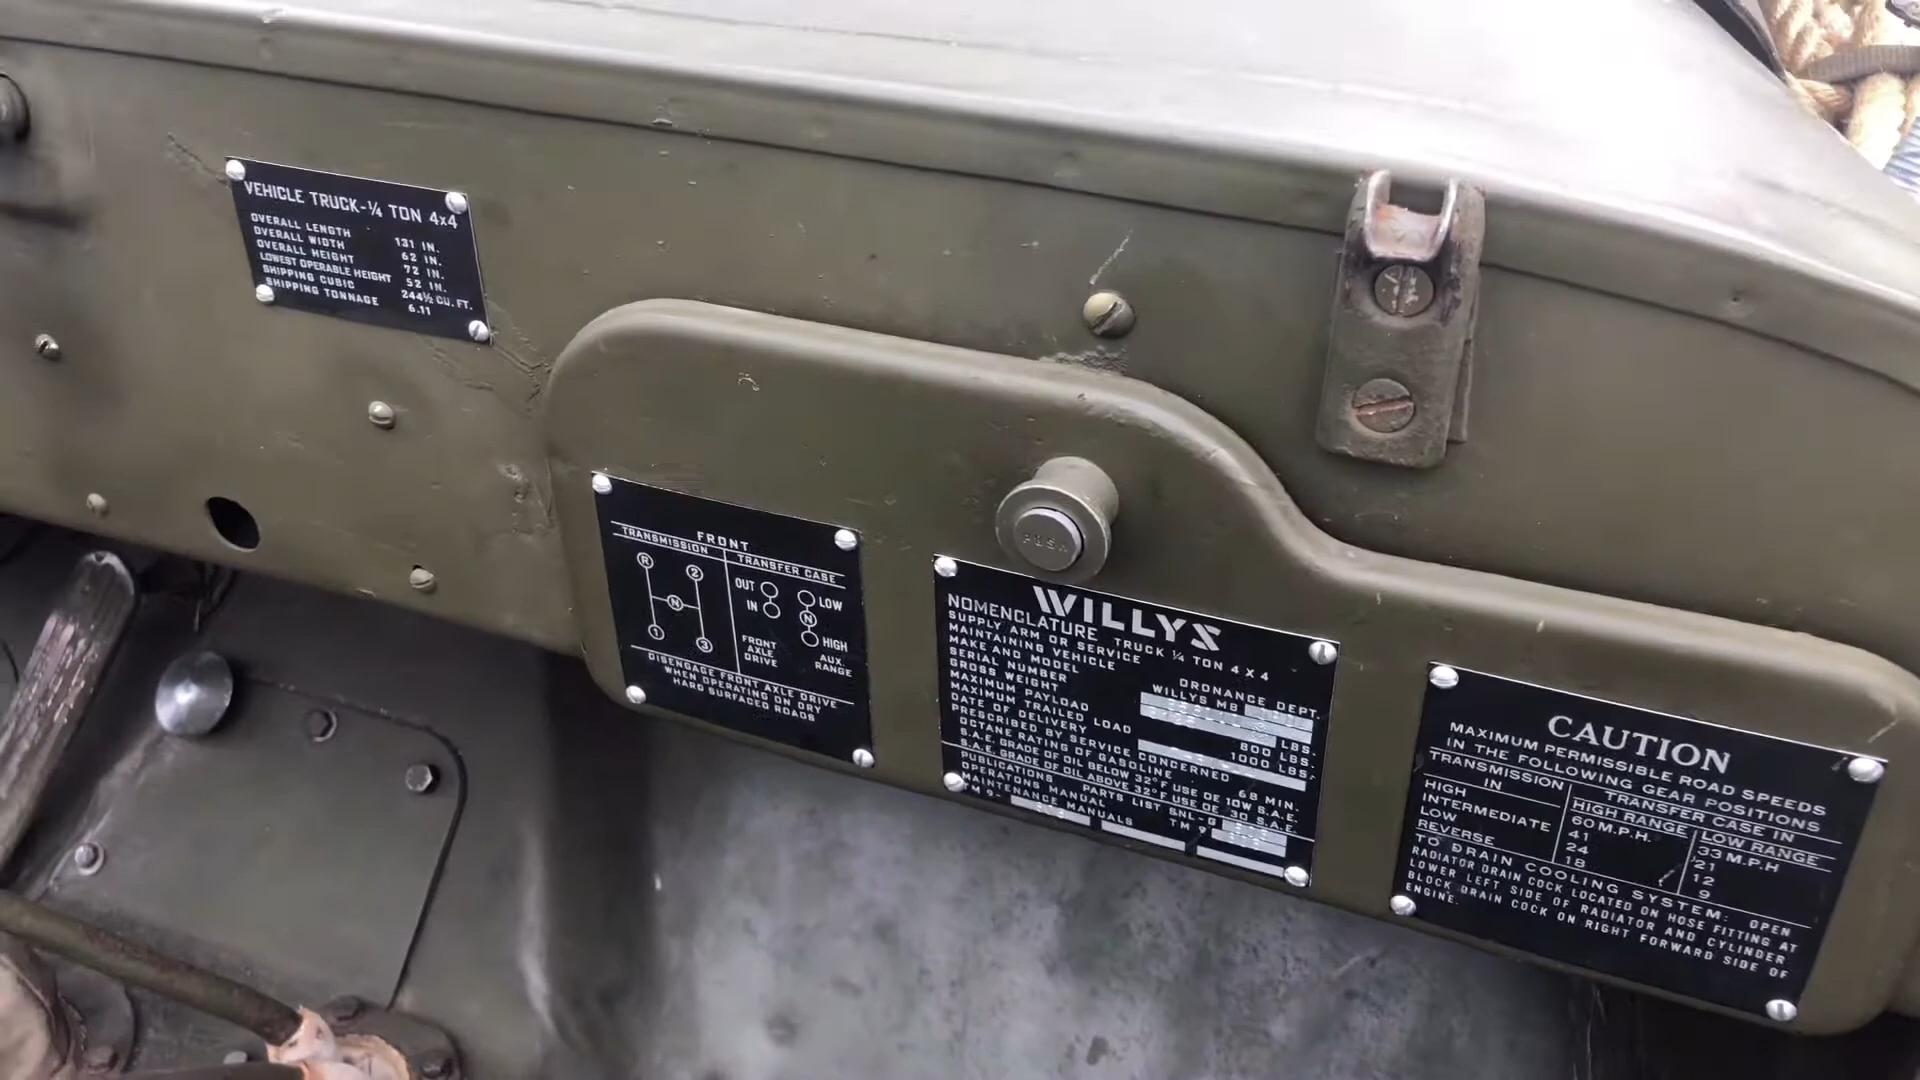 VEHICLE TRUCK-¼ TON 4x4
OVERALL LENGTH 131 IN.
OVERALL WIDTH 62 IN.
OVERALL HEIGHT 72 IN.
LOWEST OPERABLE HEIGHT 52 IN.
SHIPPING CUBIC 244½ CU. FT.
SHIPPING TONNAGE 6.11
PUSH
FRONT
TRANSMISSION TRANSFER CASE
R 2 OUT LOW
N IN N
1 3 HIGH
FRONT AXLE DRIVE
AUX. RANGE
DISENGAGE FRONT AXLE DRIVE
WHEN OPERATING ON DRY
HARD SURFACED ROADS
WILLYS
NOMENCLATURE TRUCK ¼ TON 4 X 4
SUPPLY ARM OR SERVICE
MAINTAINING VEHICLE ORDNANCE DEPT.
MAKE AND MODEL WILLYS MB
SERIAL NUMBER
GROSS WEIGHT LBS.
MAXIMUM PAYLOAD 800 LBS.
MAXIMUM TRAILED LOAD 1000 LBS.
DATE OF DELIVERY
PRESCRIBED BY SERVICE CONCERNED
OCTANE RATING OF GASOLINE 68 MIN.
S.A.E. GRADE OF OIL BELOW 32° F USE OE 10W S.A.E.
S.A.E. GRADE OF OIL ABOVE 32° F USE OE 30 S.A.E.
PUBLICATIONS PARTS LIST SNL-G
OPERATONS MANUAL TM 9
MAINTENANCE MANUALS
TM 9-
CAUTION
MAXIMUM PERMISSIBLE ROAD SPEEDS
IN THE FOLLOWING GEAR POSITIONS
TRANSMISSION IN TRANSFER CASE IN
HIGH RANGE LOW RANGE
HIGH 60 M.P.H. 33 M.P.H
INTERMEDIATE 41 21
LOW 24 12
REVERSE 18 9
TO DRAIN COOLING SYSTEM: OPEN
RADIATOR DRAIN COCK LOCATED ON HOSE FITTING AT
LOWER LEFT SIDE OF RADIATOR AND CYLINDER
BLOCK DRAIN COCK ON RIGHT FORWARD SIDE OF
ENGINE.